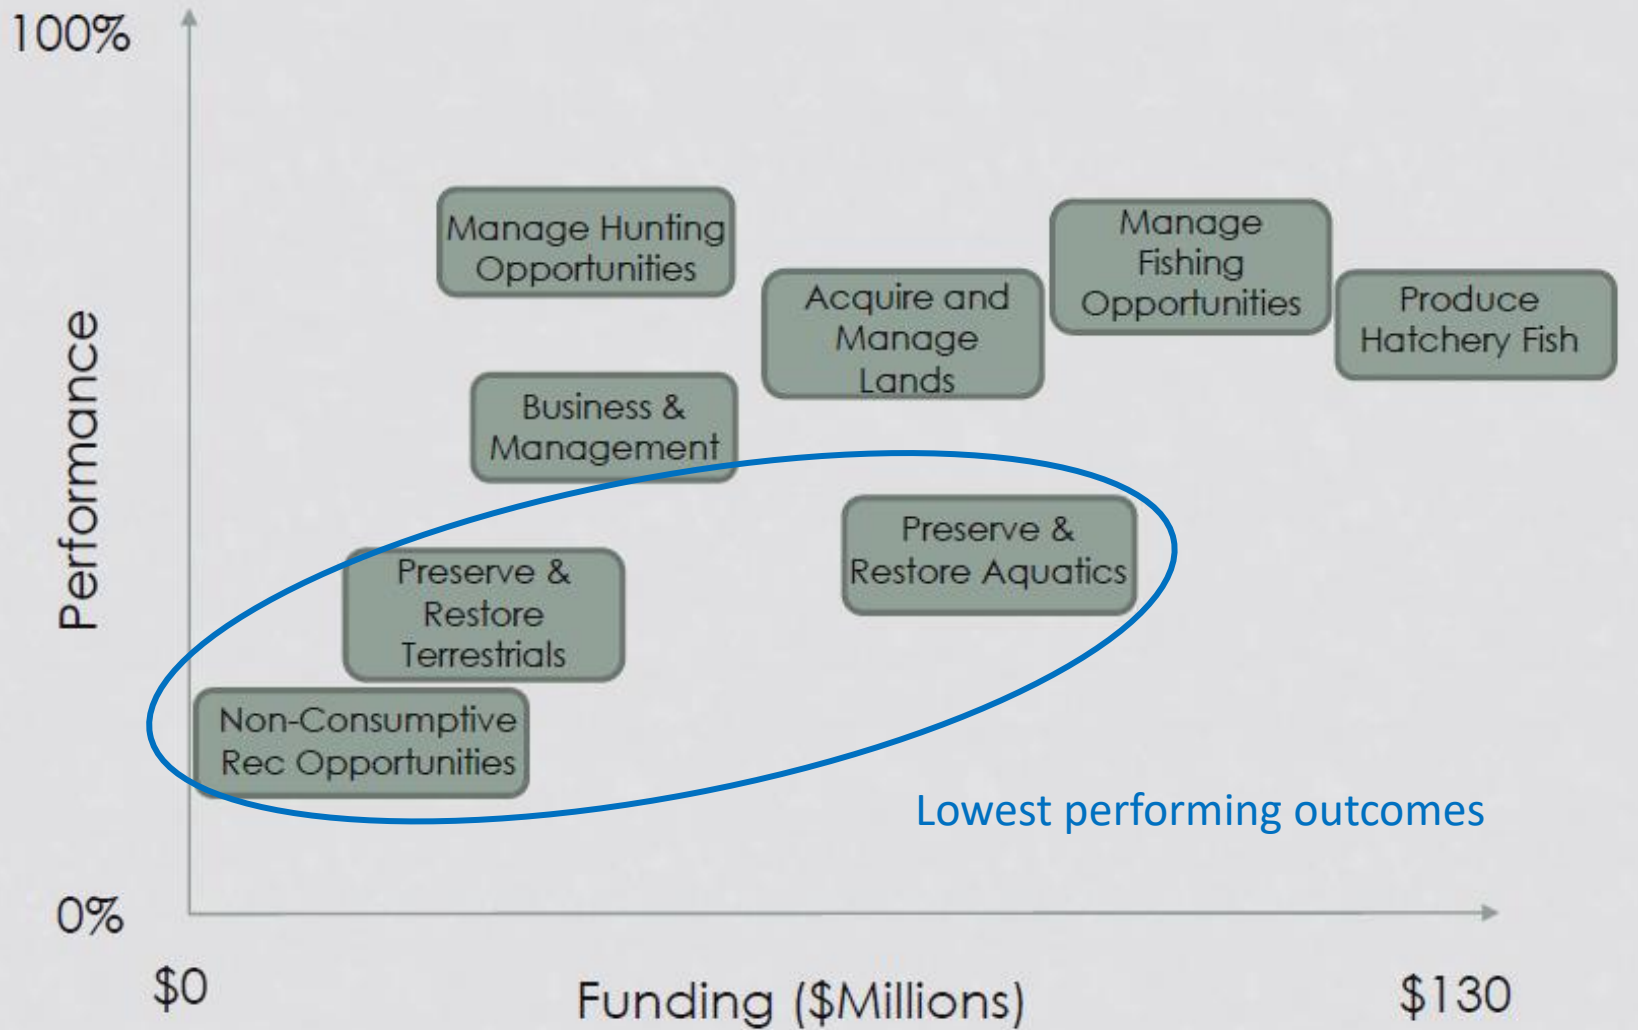 100%
Manage Hunting
Opportunities
Manage
Fishing
Opportunities
Acquire and
Manage
Lands
Produce
Hatchery Fish
Performance
Business &
Management
Preserve &
Restore Aquatics
Preserve &
Restore
Terrestrials
Non-Consumptive
Rec Opportunities
Lowest performing outcomes
0%
$0
Funding ($Millions)
$130